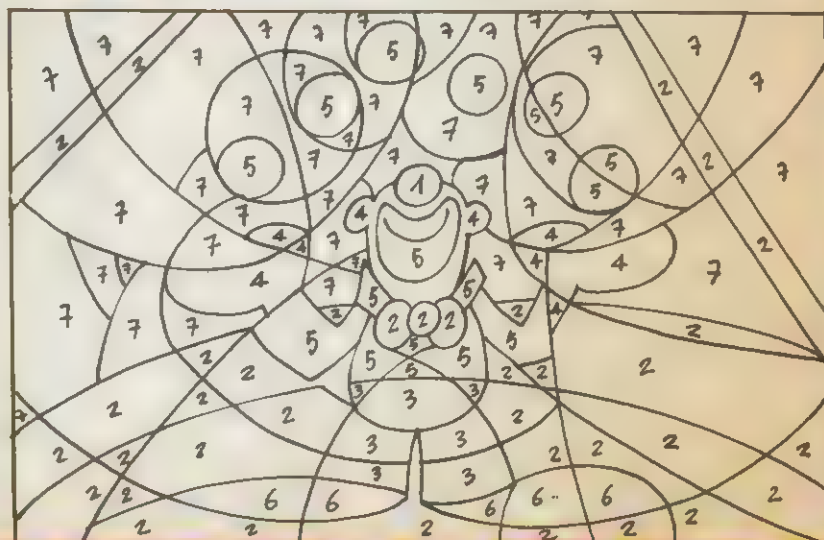 7 7 7 7 7 7 7 7 7
7 2 7 5 7 7
7 7 5 5 5 5 2 7
2 7 7 7 2
5 7 7 7 7 5 7 2
7 1 7 5 7 7
7 7 7 4 4 7 7 2
7 4 4 7 5 7 4 4 7
7 7 4 7 7 5 5 4 7
7 7 7 2 2 2 2 2 4 2
2 5 5 5 5 5 2
2 2 5 2 2 2
2 2 3 3 3 2
2 2 3 3 2 2 2
2 2 2 3 3 2 2
2 2 6 6 6 6 6 2 2
2 2 2 2 2